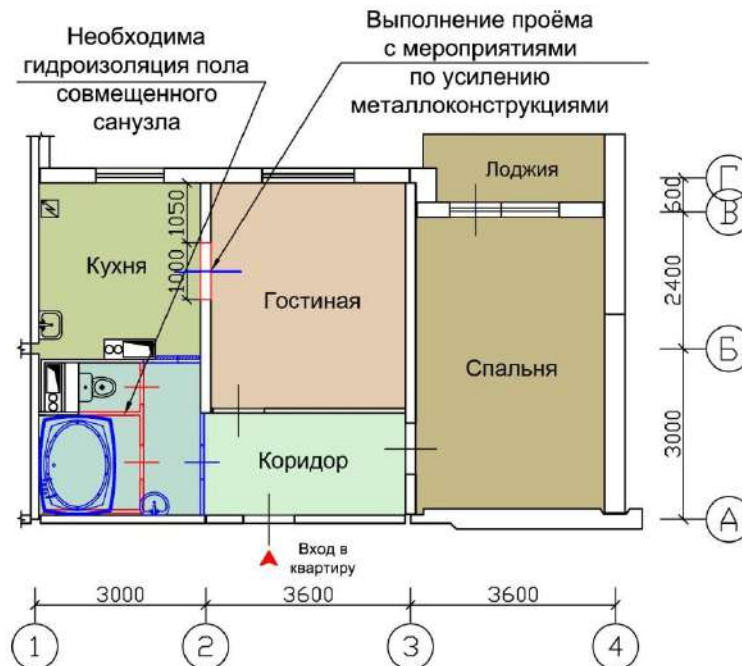 Необходима
гидроизоляция пола
совмещенного
санузла
Выполнение проёма
с мероприятиями
по усилению
металлоконструкциями
Лоджия
Г
600
В
1050
Кухня
1000
Гостиная
2400
Б
Спальня
3000
Коридор
А
Вход в
квартиру
3000
3600
3600
1
2
3
4